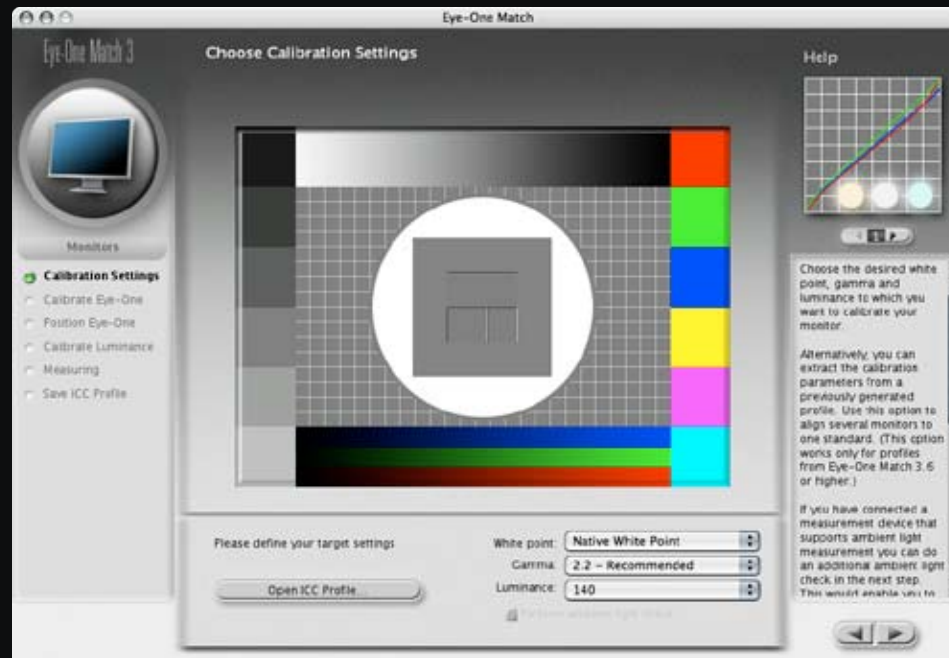 Eye-One Match
Eye-One Match 3
Choose Calibration Settings
Help
Monitors
Calibration Settings
Calibrate Eye-One
Position Eye-One
Calibrate Luminance
Measuring
Save ICC Profile
1
Choose the desired white
point, gamma and
luminance to which you
want to calibrate your
monitor.
Alternatively, you can
extract the calibration
parameters from a
previously generated
profile. Use this option to
align several monitors to
one standard. (This option
works only for profiles
from Eye-One Match 3.6
or higher.)
If you have connected a
measurement device that
supports ambient light
measurement you can do
an additional ambient light
check in the next step.
This would enable you to
Please define your target settings
Open ICC Profile...
White point: Native White Point
Gamma: 2.2 – Recommended
Luminance: 140